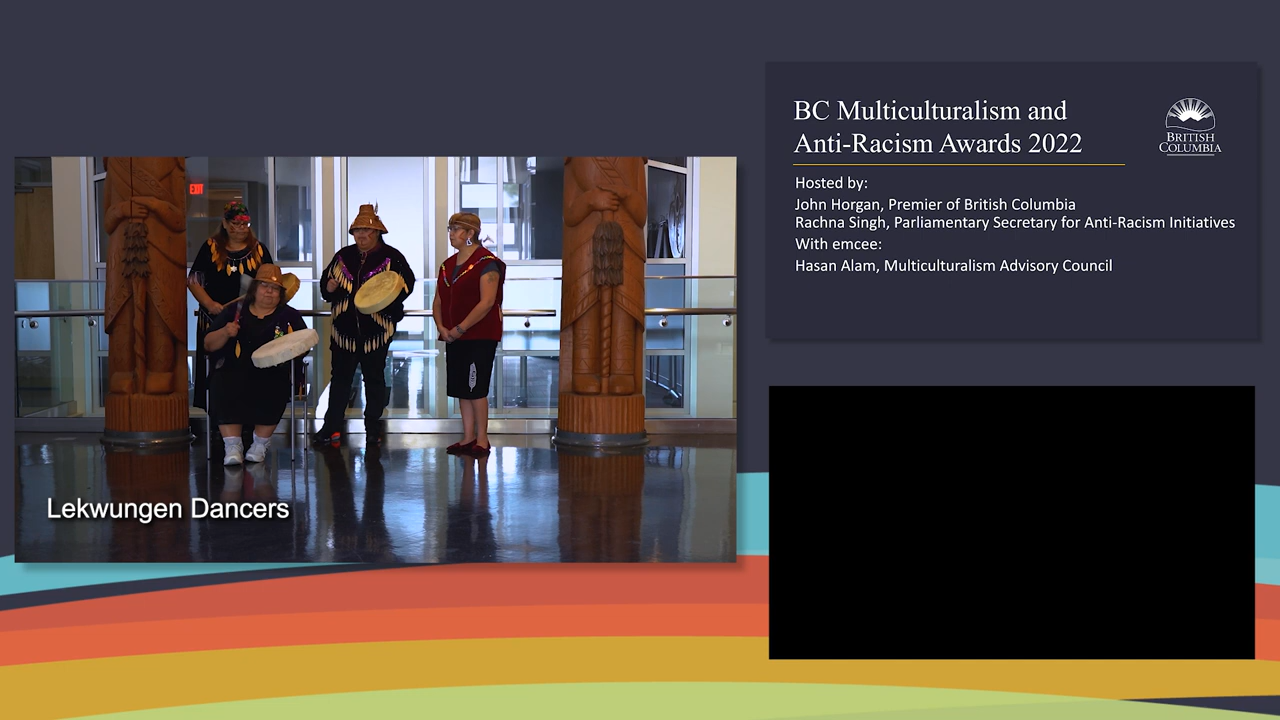 BC Multiculturalism and
Anti-Racism Awards 2022
BRITISH
COLUMBIA
Hosted by:
John Horgan, Premier of British Columbia
Rachna Singh, Parliamentary Secretary for Anti-Racism Initiatives
With emcee:
Hasan Alam, Multiculturalism Advisory Council
EXIT
Lekwungen Dancers